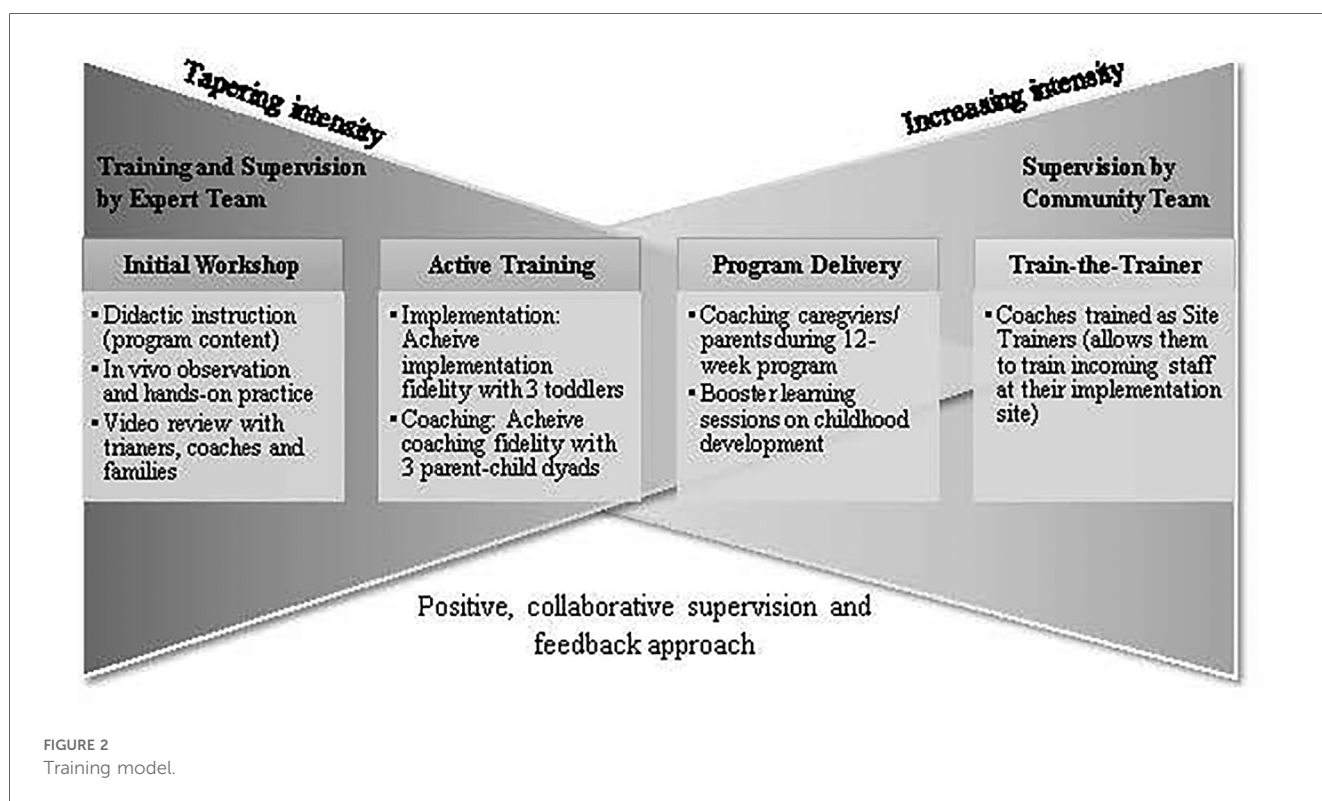 Tapering intensity
Increasing intensity
Training and Supervision
by Expert Team
Supervision by
Community Team
Initial Workshop
▪ Didactic instruction
(program content)
▪ In vivo observation
and hands-on practice
▪ Video review with
trianers, coaches and
families
Active Training
▪ Implementation:
Acheive
implementation
fidelity with 3 toddlers
▪ Coaching: Acheive
coaching fidelity with
3 parent-child dyads
Program Delivery
▪ Coaching caregviers/
parents during 12-
week program
▪ Booster learning
sessions on childhood
development
Train-the-Trainer
▪ Coaches trained as Site
Trainers (allows them
to train incoming staff
at their implementation
site)
Positive, collaborative supervision and
feedback approach
FIGURE 2
Training model.